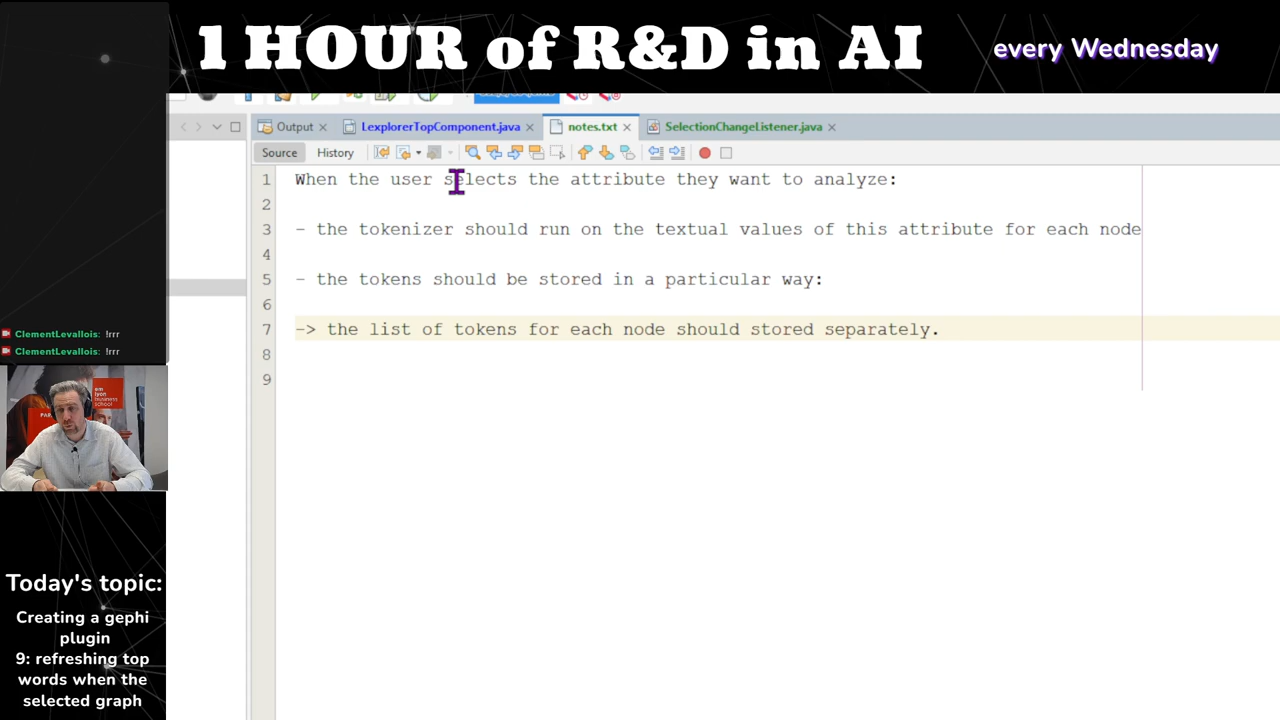 1 HOUR of R&D in AI
every Wednesday
Output
LexplorerTopComponent.java
notes.txt
SelectionChangeListener.java
Source
History
1 When the user selects the attribute they want to analyze:
2
3 - the tokenizer should run on the textual values of this attribute for each node
4
5 - the tokens should be stored in a particular way:
6
7 -> the list of tokens for each node should stored separately.
8
9
ClementLevallois: !rrr
ClementLevallois: !rrr
em
lyon
business
school
Today's topic:
Creating a gephi
plugin
9: refreshing top
words when the
selected graph